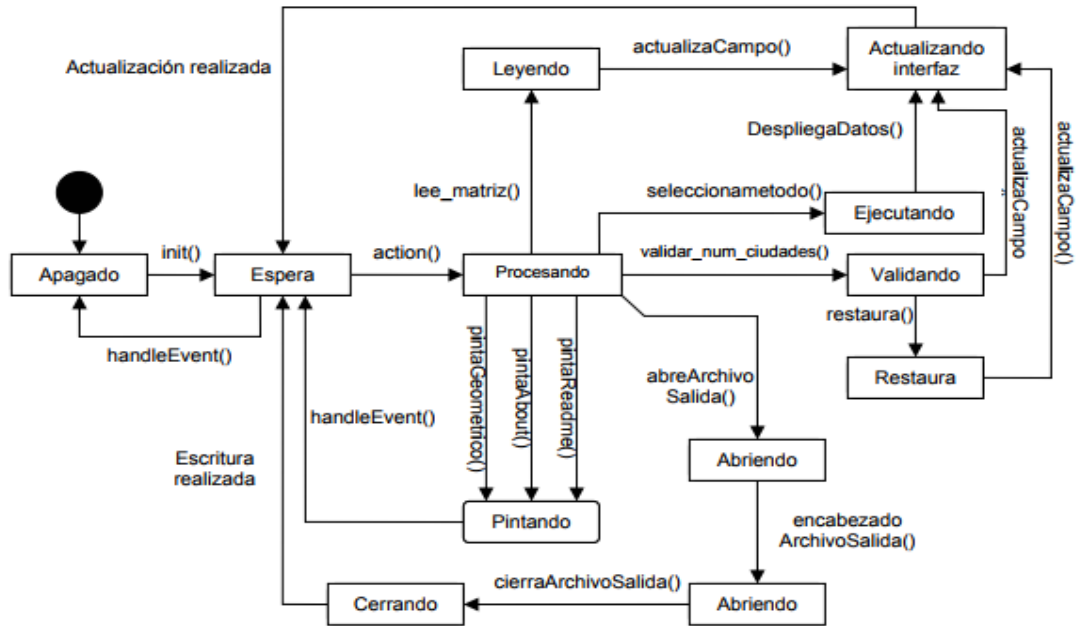 Actualización realizada
Leyendo
actualizaCampo()
Actualizando
interfaz
DespliegaDatos()
actualizaCampo
actualizaCampo()
lee_matriz()
seleccionametodo()
Ejecutando
Apagado
init()
Espera
action()
Procesando
validar_num_ciudades()
Validando
handleEvent()
restaura()
Restaura
pintaGeometrico()
pintaAbout()
pintaReadme()
abreArchivo
Salida()
handleEvent()
Escritura
realizada
Abriendo
Pintando
encabezado
ArchivoSalida()
Cerrando
cierraArchivoSalida()
Abriendo